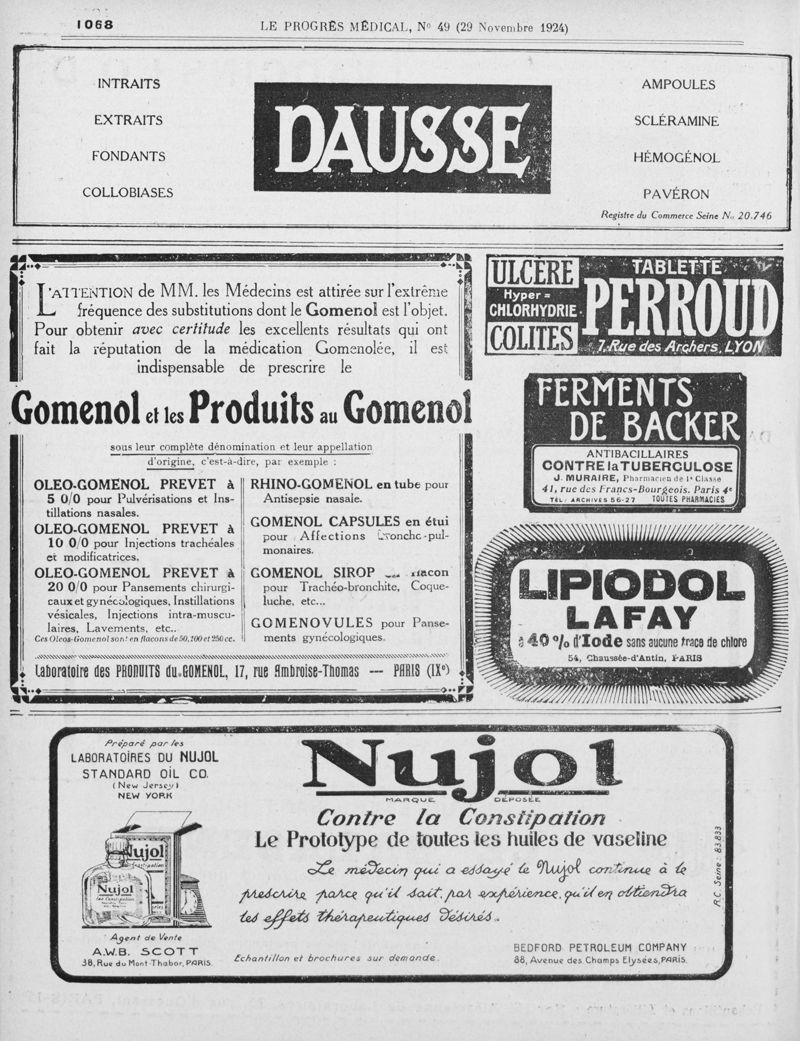 1068
LE PROGRÈS MÉDICAL, No 49 (29 Novembre 1924)
INTRAITS
EXTRAITS
FONDANTS
COLLOBIASES
DAUSSE
AMPOULES
SCLÉRAMINE
HÉMOGÉNOL
PAVÉRON
Registre du Commerce Seine No 20.746
L'ATTENTION de MM. les Médecins est attirée sur l'extrême
fréquence des substitutions dont le Gomenol est l'objet.
Pour obtenir avec certitude les excellents résultats qui ont
fait la réputation de la médication Gomenolée, il est
indispensable de prescrire le
Gomenol et les Produits au Gomenol
sous leur complète dénomination et leur appellation
d'origine, c'est-à-dire, par exemple :
OLEO-GOMENOL PREVET à
5 0/0 pour Pulvérisations et Ins-
tillations nasales.
OLEO-GOMENOL PREVET à
10 0/0 pour Injections trachéales
et modificatrices.
OLEO-GOMENOL PREVET à
20 0/0 pour Pansements chirurgi-
caux et gynécologiques, Instillations
vésicales, Injections intra-muscu-
laires, Lavements, etc..
Ces Oleos-Gomenol sont en flacons de 50, 100 et 250 cc.
RHINO-GOMENOL en tube pour
Antisepsie nasale.
GOMENOL CAPSULES en étui
pour Affections broncho-pul-
monaires.
GOMENOL SIROP flacon
pour Trachéo-bronchite, Coque-
luche, etc...
GOMENOVULES pour Panse-
ments gynécologiques.
Laboratoire des PRODUITS du GOMENOL, 17, rue Ambroise-Thomas — PARIS (IXe)
ULCÈRE
Hyper=
CHLORHYDRIE
COLITES
TABLETTE
PERROUD
7, Rue des Archers, LYON
FERMENTS
DE BACKER
ANTIBACILLAIRES
CONTRE la TUBERCULOSE
J. MURAIRE, Pharmacien de 1e Classe
41, rue des Francs-Bourgeois. Paris 4e
TÉL: ARCHIVES 56-27 TOUTES PHARMACIES
LIPIODOL
LAFAY
à 40 % d'Iode sans aucune trace de chlore
54, Chaussée-d'Antin, PARIS
Préparé par les
LABORATOIRES DU NUJOL
STANDARD OIL CO.
(New Jersey)
NEW YORK
Nujol
Nujol
Agent de Vente
A.W.B. SCOTT
38, Rue du Mont-Thabor, PARIS.
Nujol
MARQUE DÉPOSÉE
Contre la Constipation
Le Prototype de toutes les huiles de vaseline
Le médecin qui a essayé le Nujol continue à le
prescrire parce qu'il sait, par expérience, qu'il en obtiendra
les effets thérapeutiques désirés.
Echantillon et brochures sur demande.
BEDFORD PETROLEUM COMPANY
88, Avenue des Champs Elysées, PARIS.
R.C. Seine: 83.833